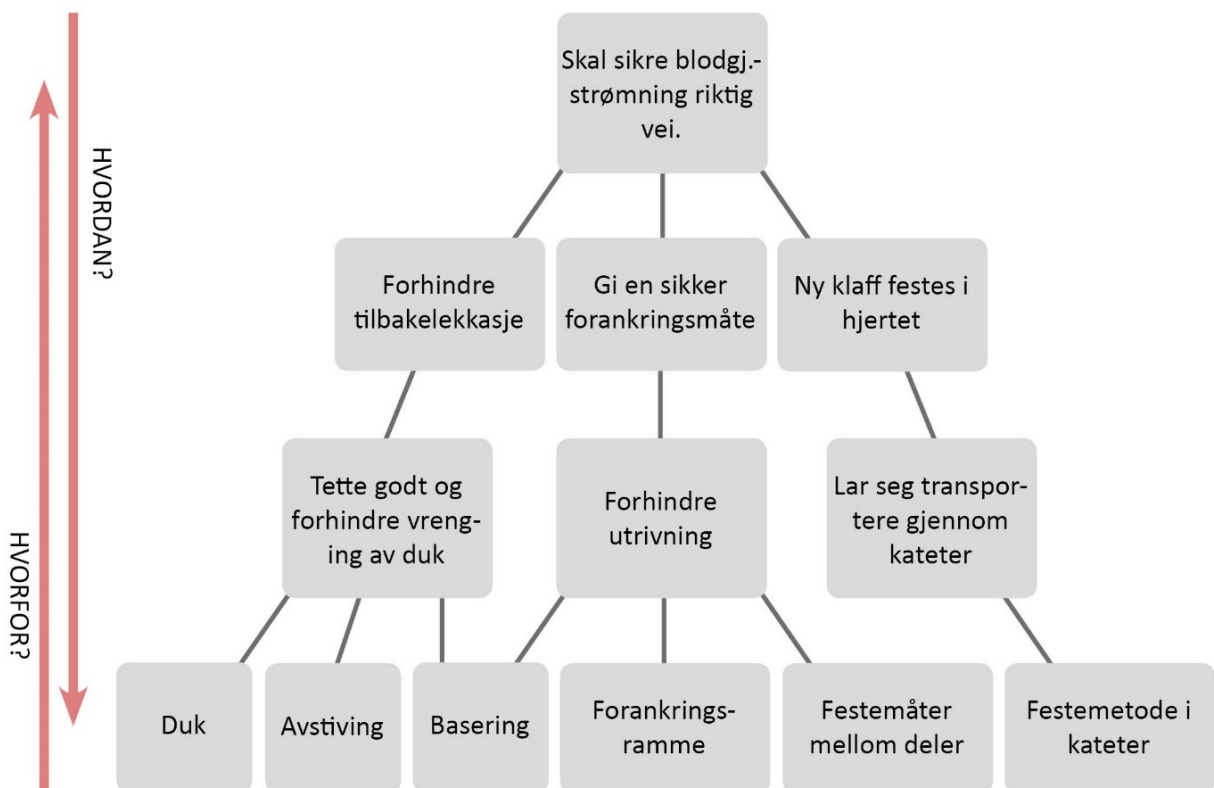 Skal sikre blodgj.-
strømning riktig
vei.
HVORDAN?
Forhindre
tilbakelekkasje
Gi en sikker
forankringsmåte
Ny klaff festes i
hjertet
Tette godt og
forhindre vreng-
ing av duk
Forhindre
utrivning
Lar seg transpor-
tere gjennom
kateter
HVORFOR?
Duk
Avstiving
Basering
Forankrings-
ramme
Festemåter
mellom deler
Festemetode i
kateter